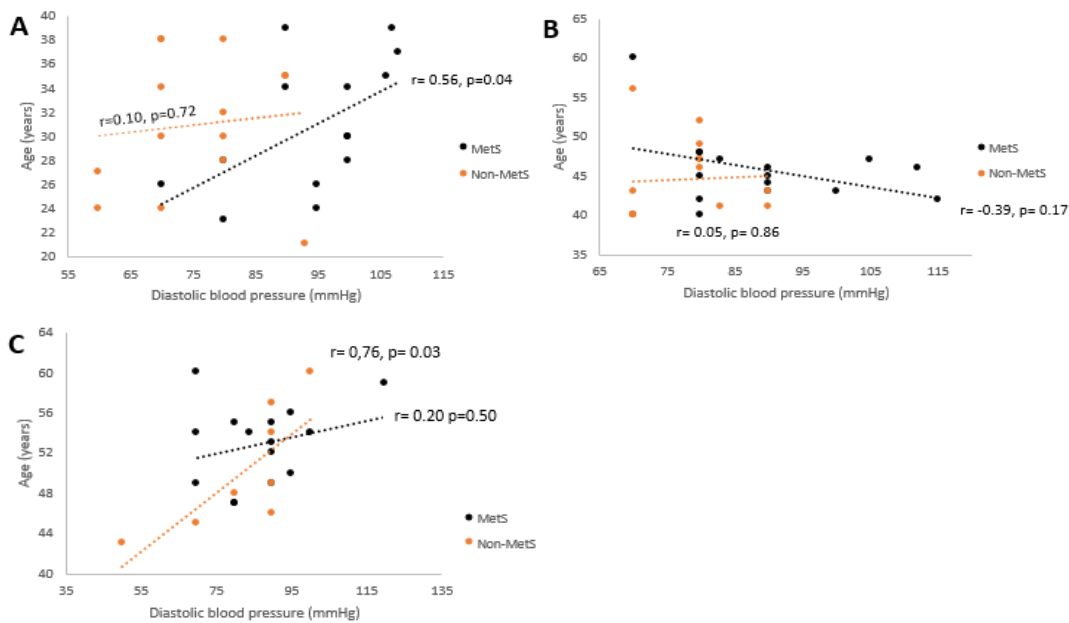 A
40
38
36
34
32
30
28
26
24
22
20
Age (years)
55 65 75 85 95 105 115
Diastolic blood pressure (mmHg)
r=0.10, p=0.72
r= 0.56, p=0.04
MetS
Non-MetS
B
65
60
55
50
45
40
35
Age (years)
65 75 85 95 105 115
Diastolic blood pressure (mmHg)
r= 0.05, p= 0.86
r= -0.39, p= 0.17
MetS
Non-MetS
C
64
60
56
52
48
44
40
Age (years)
35 55 75 95 115 135
Diastolic blood pressure (mmHg)
r= 0,76, p= 0.03
r= 0.20 p=0.50
MetS
Non-MetS